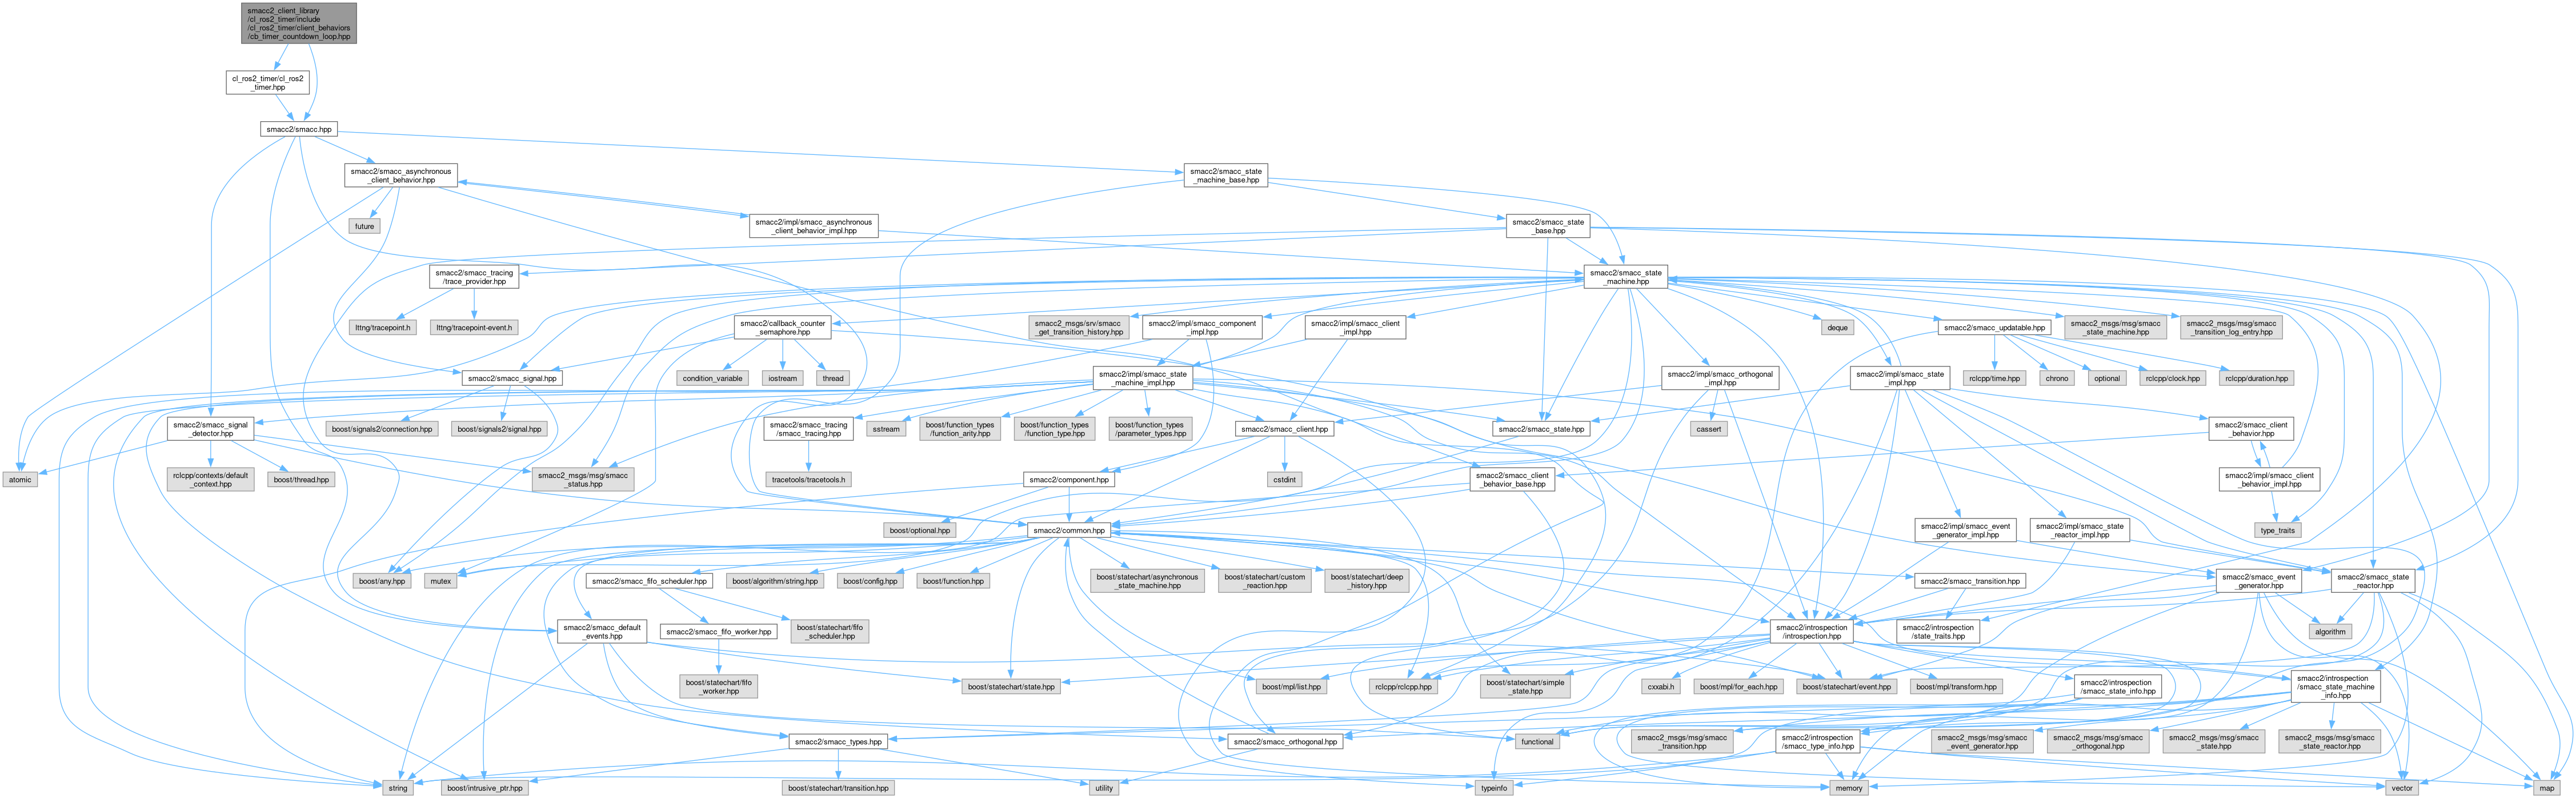 smacc2_client_library
/cl_ros2_timer/include
/cl_ros2_timer/client_behaviors
/cb_timer_countdown_loop.hpp
cl_ros2_timer/cl_ros2
_timer.hpp
smacc2/smacc.hpp
smacc2/smacc_asynchronous
_client_behavior.hpp
smacc2/smacc_state
_machine_base.hpp
future
smacc2/impl/smacc_asynchronous
_client_behavior_impl.hpp
smacc2/smacc_state
_base.hpp
smacc2/smacc_tracing
/trace_provider.hpp
smacc2/smacc_state
_machine.hpp
lttng/tracepoint.h
lttng/tracepoint-event.h
smacc2/callback_counter
_semaphore.hpp
smacc2_msgs/srv/smacc
_get_transition_history.hpp
smacc2/impl/smacc_component
_impl.hpp
smacc2/impl/smacc_client
_impl.hpp
deque
smacc2/smacc_updatable.hpp
smacc2_msgs/msg/smacc
_state_machine.hpp
smacc2_msgs/msg/smacc
_transition_log_entry.hpp
smacc2/smacc_signal.hpp
condition_variable
iostream
thread
smacc2/impl/smacc_state
_machine_impl.hpp
smacc2/impl/smacc_orthogonal
_impl.hpp
smacc2/impl/smacc_state
_impl.hpp
rclcpp/time.hpp
chrono
optional
rclcpp/clock.hpp
rclcpp/duration.hpp
smacc2/smacc_signal
_detector.hpp
boost/signals2/connection.hpp
boost/signals2/signal.hpp
smacc2/smacc_tracing
/smacc_tracing.hpp
sstream
boost/function_types
/function_arity.hpp
boost/function_types
/function_type.hpp
boost/function_types
/parameter_types.hpp
smacc2/smacc_client.hpp
smacc2/smacc_state.hpp
cassert
smacc2/smacc_client
_behavior.hpp
atomic
rclcpp/contexts/default
_context.hpp
boost/thread.hpp
smacc2_msgs/msg/smacc
_status.hpp
tracetools/tracetools.h
smacc2/component.hpp
cstdint
smacc2/smacc_client
_behavior_base.hpp
smacc2/impl/smacc_client
_behavior_impl.hpp
boost/optional.hpp
smacc2/common.hpp
smacc2/impl/smacc_event
_generator_impl.hpp
smacc2/impl/smacc_state
_reactor_impl.hpp
type_traits
boost/any.hpp
mutex
smacc2/smacc_fifo_scheduler.hpp
boost/algorithm/string.hpp
boost/config.hpp
boost/function.hpp
boost/statechart/asynchronous
_state_machine.hpp
boost/statechart/custom
_reaction.hpp
boost/statechart/deep
_history.hpp
smacc2/smacc_transition.hpp
smacc2/smacc_event
_generator.hpp
smacc2/smacc_state
_reactor.hpp
smacc2/smacc_default
_events.hpp
smacc2/smacc_fifo_worker.hpp
boost/statechart/fifo
_scheduler.hpp
smacc2/introspection
/introspection.hpp
smacc2/introspection
/state_traits.hpp
algorithm
boost/statechart/fifo
_worker.hpp
boost/statechart/state.hpp
boost/mpl/list.hpp
rclcpp/rclcpp.hpp
boost/statechart/simple
_state.hpp
cxxabi.h
boost/mpl/for_each.hpp
boost/statechart/event.hpp
boost/mpl/transform.hpp
smacc2/introspection
/smacc_state_info.hpp
smacc2/introspection
/smacc_state_machine
_info.hpp
smacc2/smacc_types.hpp
smacc2/smacc_orthogonal.hpp
functional
smacc2_msgs/msg/smacc
_transition.hpp
smacc2/introspection
/smacc_type_info.hpp
smacc2_msgs/msg/smacc
_event_generator.hpp
smacc2_msgs/msg/smacc
_orthogonal.hpp
smacc2_msgs/msg/smacc
_state.hpp
smacc2_msgs/msg/smacc
_state_reactor.hpp
string
boost/intrusive_ptr.hpp
boost/statechart/transition.hpp
utility
typeinfo
memory
vector
map